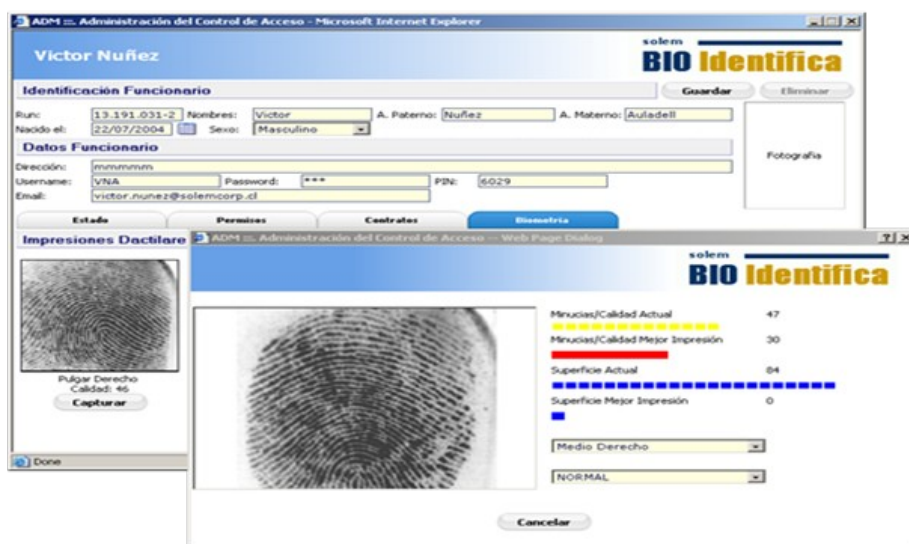 ADM ::. Administración del Control de Acceso - Microsoft Internet Explorer
Victor Nuñez
solem
BIO Identifica
Identificación Funcionario
Guardar
Eliminar
Run: 13.191.031-2 Nombres: Victor A. Paterno: Nuñez A. Materno: Auladell
Nacido el: 22/07/2004 Sexo: Masculino
Fotografía
Datos Funcionario
Dirección: mmmmmm
Username: VNA Password: *** PIN: 6029
Email: victor.nunez@solemcorp.cl
Estado Permisos Contratos Biometría
Impresiones Dactilare
Pulgar Derecho
Calidad: 46
Capturar
Done
ADM ::. Administración del Control de Acceso -- Web Page Dialog
solem
BIO Identifica
Minucias/Calidad Actual 47
Minucias/Calidad Mejor Impresión 30
Superficie Actual 84
Superficie Mejor Impresión 0
Medio Derecho
NORMAL
Cancelar